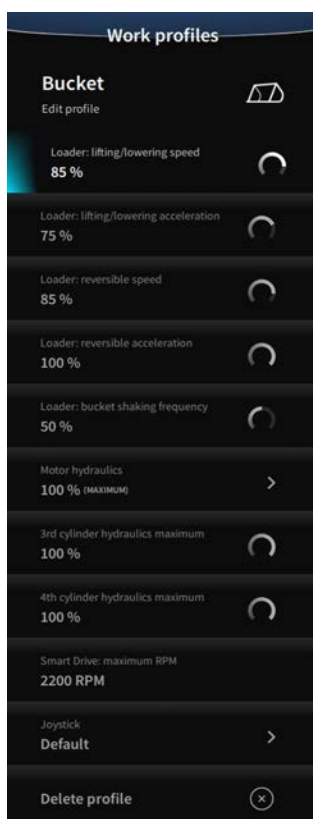 Work profiles
Bucket
Edit profile
Loader: lifting/lowering speed
85 %
Loader: lifting/lowering acceleration
75 %
Loader: reversible speed
85 %
Loader: reversible acceleration
100 %
Loader: bucket shaking frequency
50 %
Motor hydraulics
100 % (MAXIMUM)
3rd cylinder hydraulics maximum
100 %
4th cylinder hydraulics maximum
100 %
Smart Drive: maximum RPM
2200 RPM
Joystick
Default
Delete profile